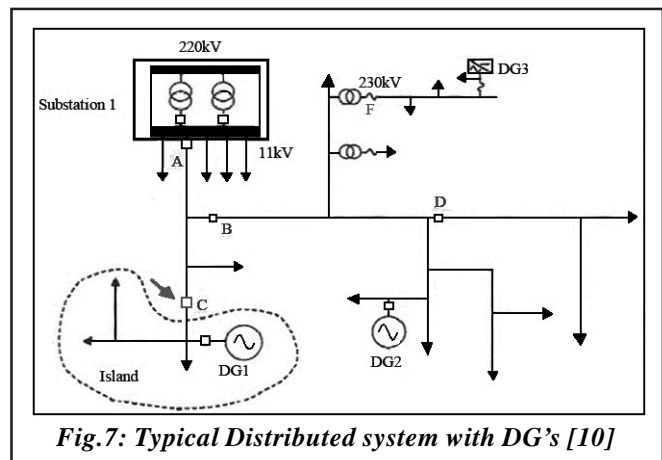 220kV
Substation 1
A
11kV
230kV
F
DG3
B
D
C
Island
DG1
DG2
Fig.7: Typical Distributed system with DG's [10]